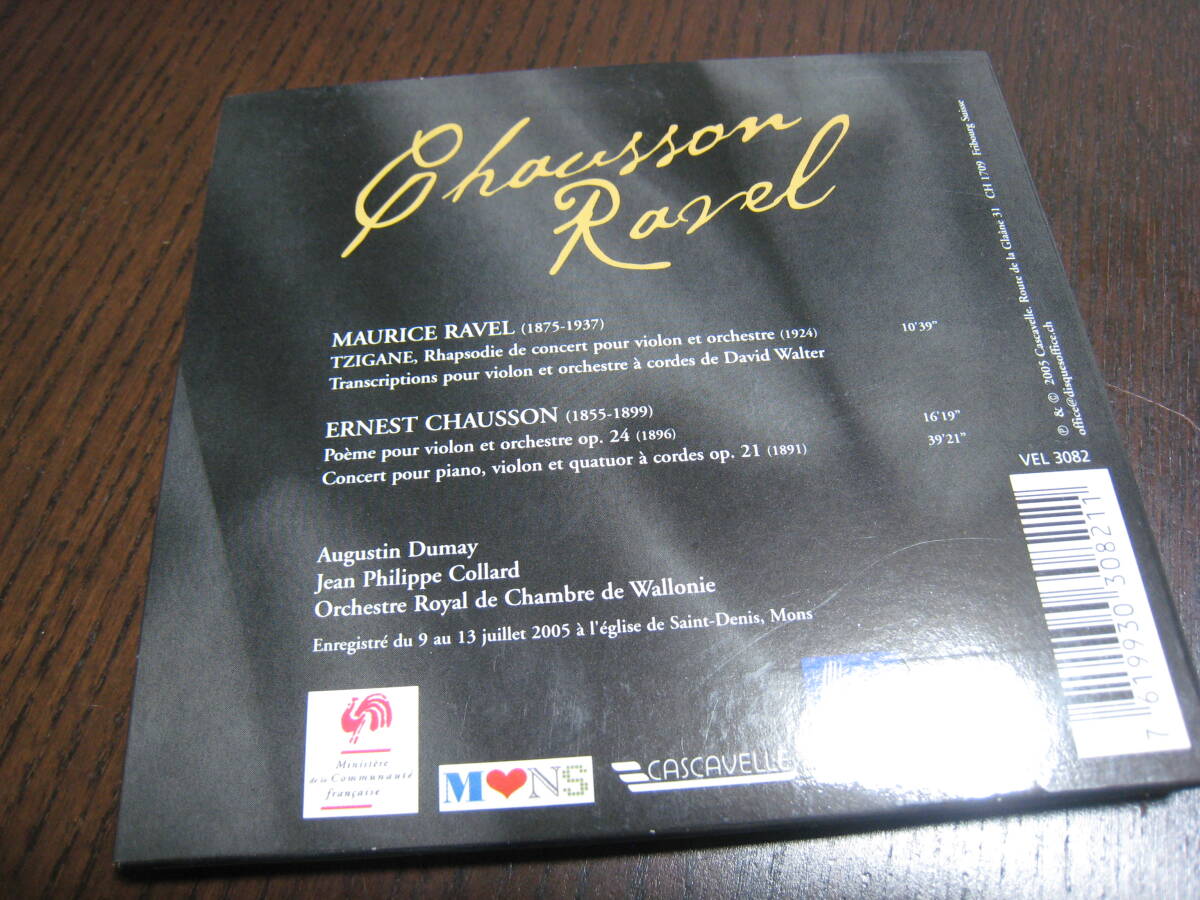 Chausson
Ravel
MAURICE RAVEL (1875-1937)
TZIGANE, Rhapsodie de concert pour violon et orchestre (1924) 10'39"
Transcriptions pour violon et orchestre à cordes de David Walter
ERNEST CHAUSSON (1855-1899)
Poème pour violon et orchestre op. 24 (1896) 16'19"
Concert pour piano, violon et quatuor à cordes op. 21 (1891) 39'21"
Augustin Dumay
Jean Philippe Collard
Orchestre Royal de Chambre de Wallonie
Enregistré du 9 au 13 juillet 2005 à l'église de Saint-Denis, Mons
Ministère
de la Communauté
française
M❤NS
CASCAVELLE
℗ & © 2005 Cascavelle. Route de la Glâne 31 CH 1709 Fribourg Suisse
office@disquesoffice.ch
VEL 3082
7 619930 308211